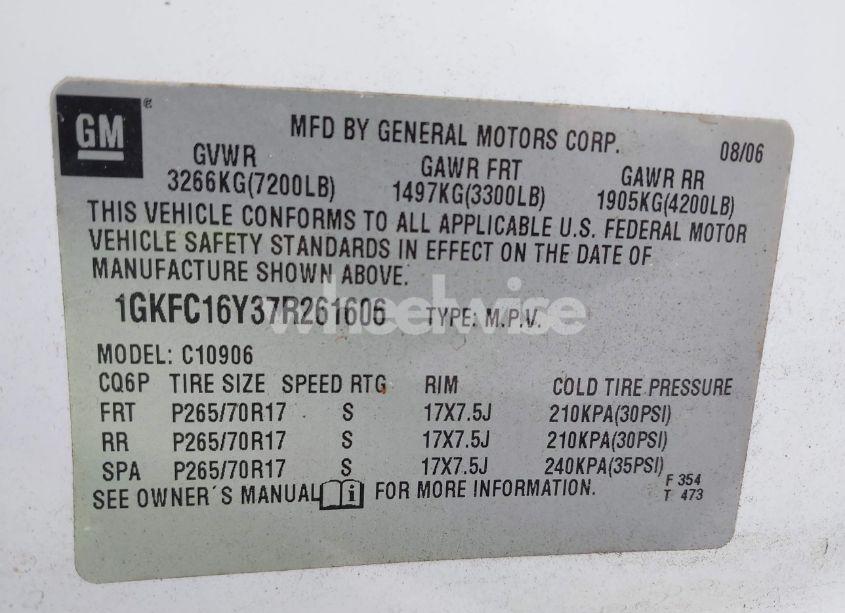 GM ®
MFD BY GENERAL MOTORS CORP. 08/06
GVWR GAWR FRT GAWR RR
3266KG(7200LB) 1497KG(3300LB) 1905KG(4200LB)
THIS VEHICLE CONFORMS TO ALL APPLICABLE U.S. FEDERAL MOTOR
VEHICLE SAFETY STANDARDS IN EFFECT ON THE DATE OF
MANUFACTURE SHOWN ABOVE.
1GKFC16Y37R261606 TYPE: M.P.V.
wheelwise
MODEL: C10906
CQ6P TIRE SIZE SPEED RTG RIM COLD TIRE PRESSURE
FRT P265/70R17 S 17X7.5J 210KPA(30PSI)
RR P265/70R17 S 17X7.5J 210KPA(30PSI)
SPA P265/70R17 S 17X7.5J 240KPA(35PSI)
SEE OWNER´S MANUAL i FOR MORE INFORMATION. F 354
T 473